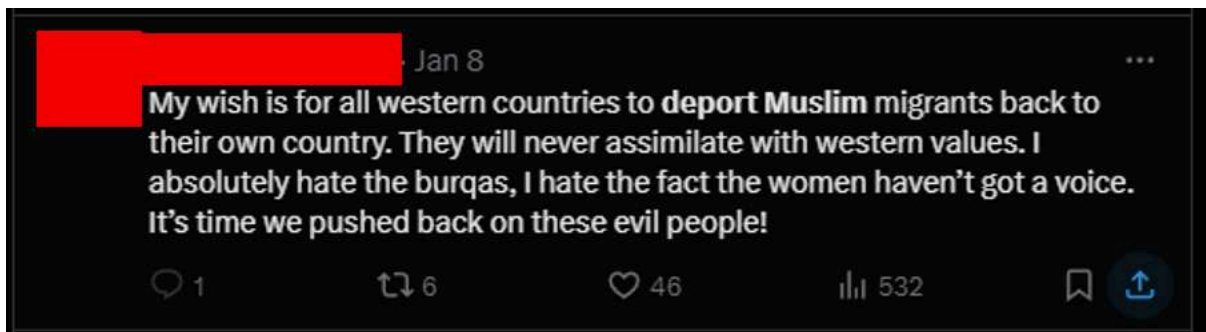 · Jan 8
My wish is for all western countries to deport Muslim migrants back to
their own country. They will never assimilate with western values. I
absolutely hate the burqas, I hate the fact the women haven’t got a voice.
It’s time we pushed back on these evil people!
1 6 46 532